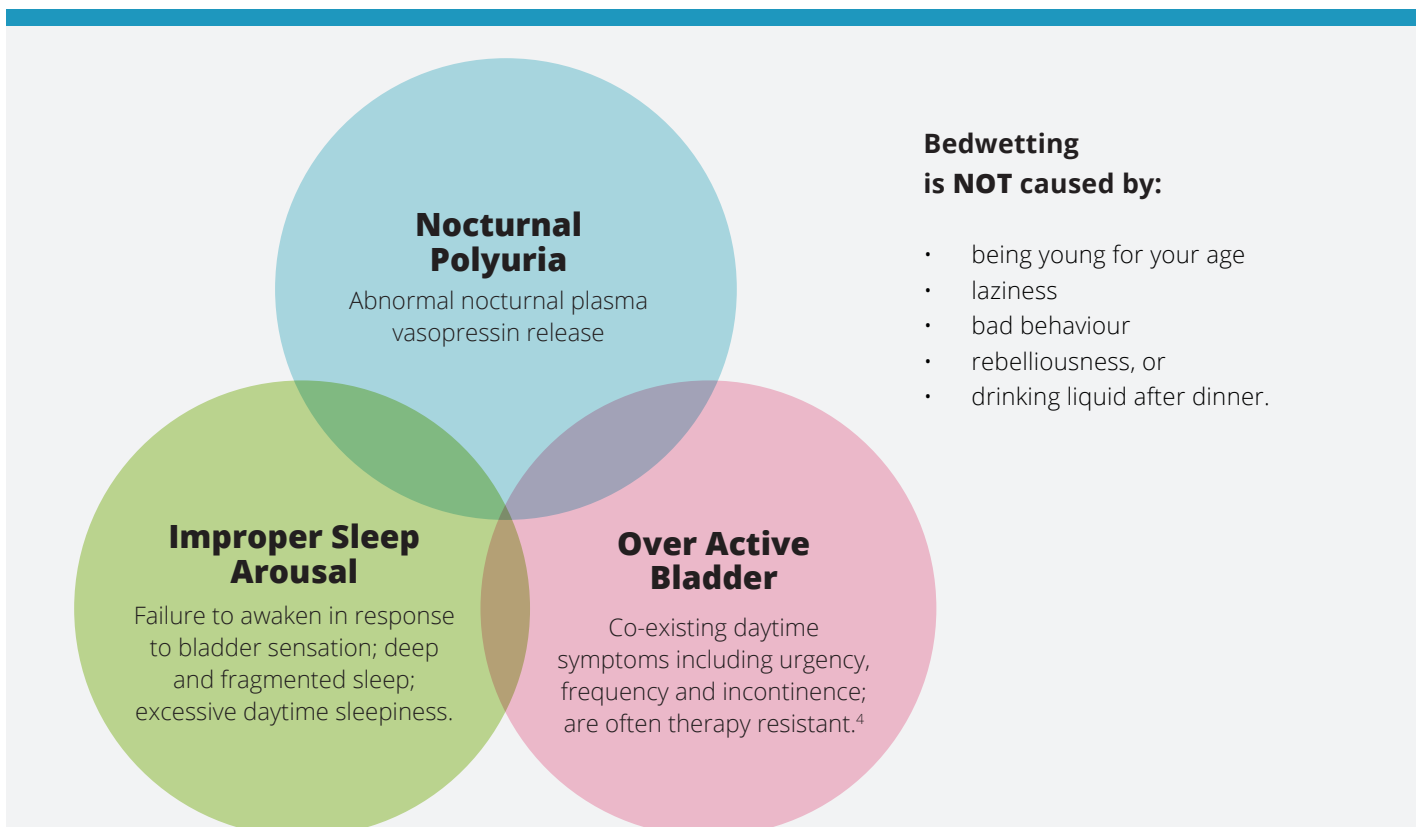 Nocturnal
Polyuria
Abnormal nocturnal plasma
vasopressin release
Improper Sleep
Arousal
Failure to awaken in response
to bladder sensation; deep
and fragmented sleep;
excessive daytime sleepiness.
Over Active
Bladder
Co-existing daytime
symptoms including urgency,
frequency and incontinence;
are often therapy resistant.⁴
Bedwetting
is NOT caused by:
• being young for your age
• laziness
• bad behaviour
• rebelliousness, or
• drinking liquid after dinner.